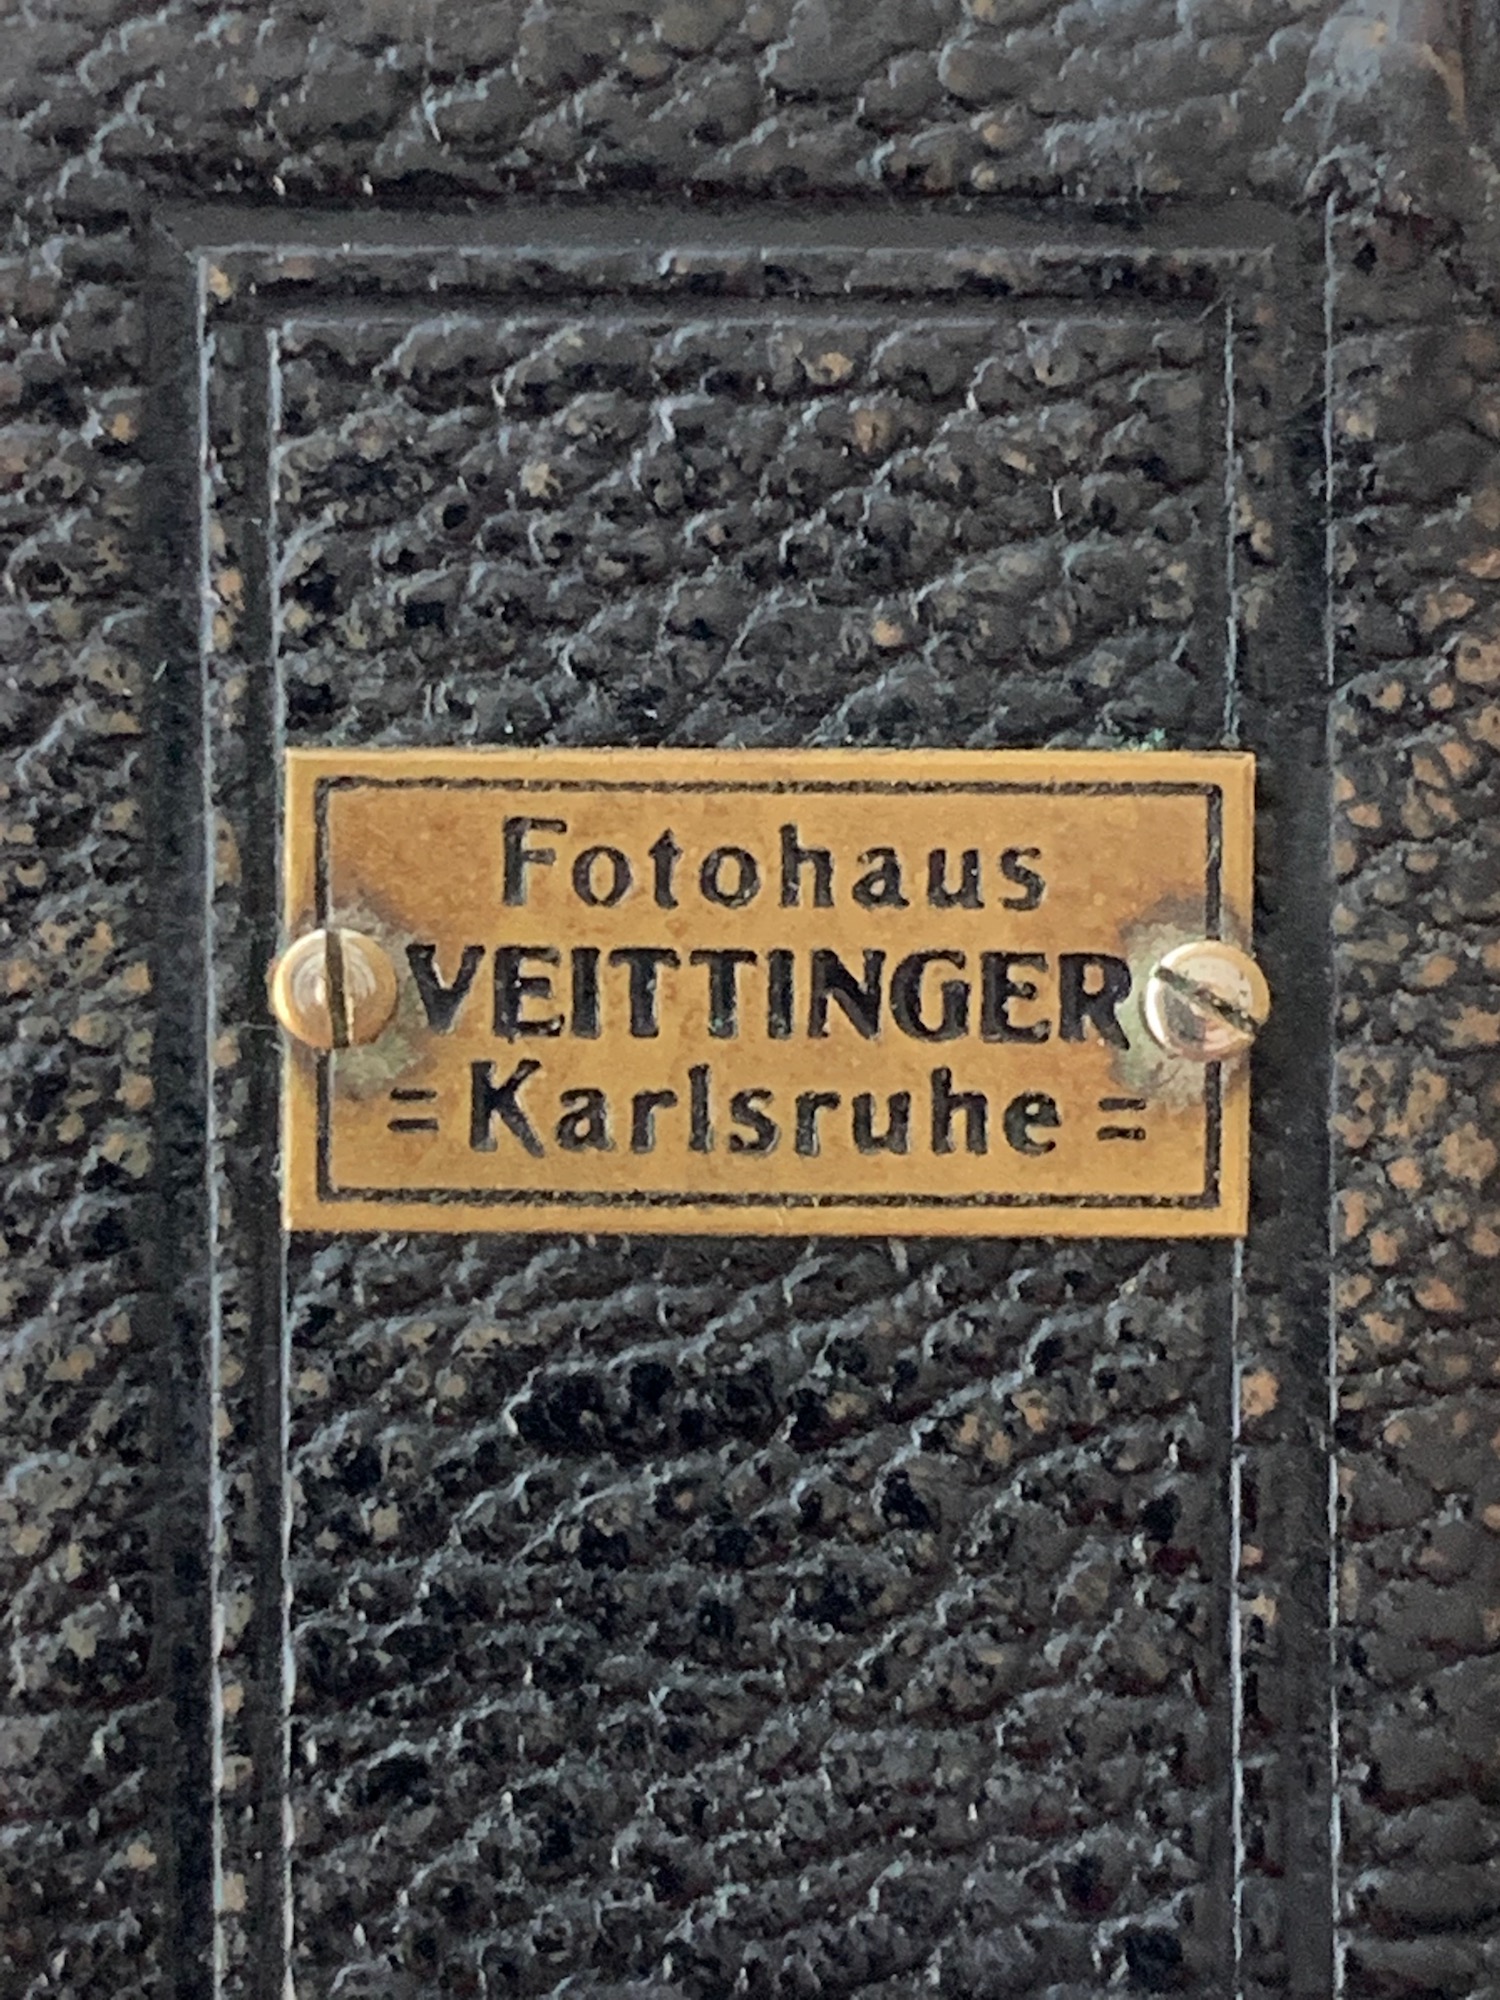 Fotohaus
VEITTINGER
= Karlsruhe =